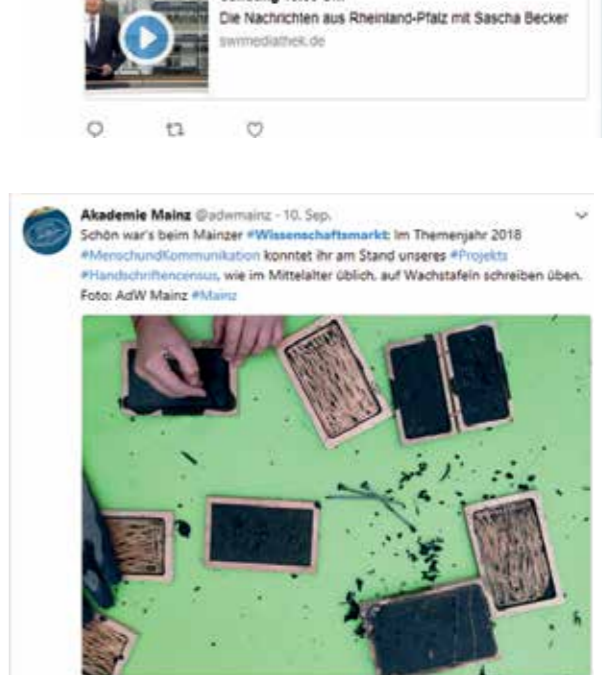 Die Nachrichten aus Rheinland-Pfalz mit Sascha Becker
swrmediathek.de
Akademie Mainz @adwmainz - 10. Sep.
Schön war's beim Mainzer #Wissenschaftsmarkt: Im Themenjahr 2018
#MenschundKommunikation konntet ihr am Stand unseres #Projekts
#Handschriftencensus, wie im Mittelalter üblich, auf Wachstafeln schreiben üben.
Foto: AdW Mainz #Mainz